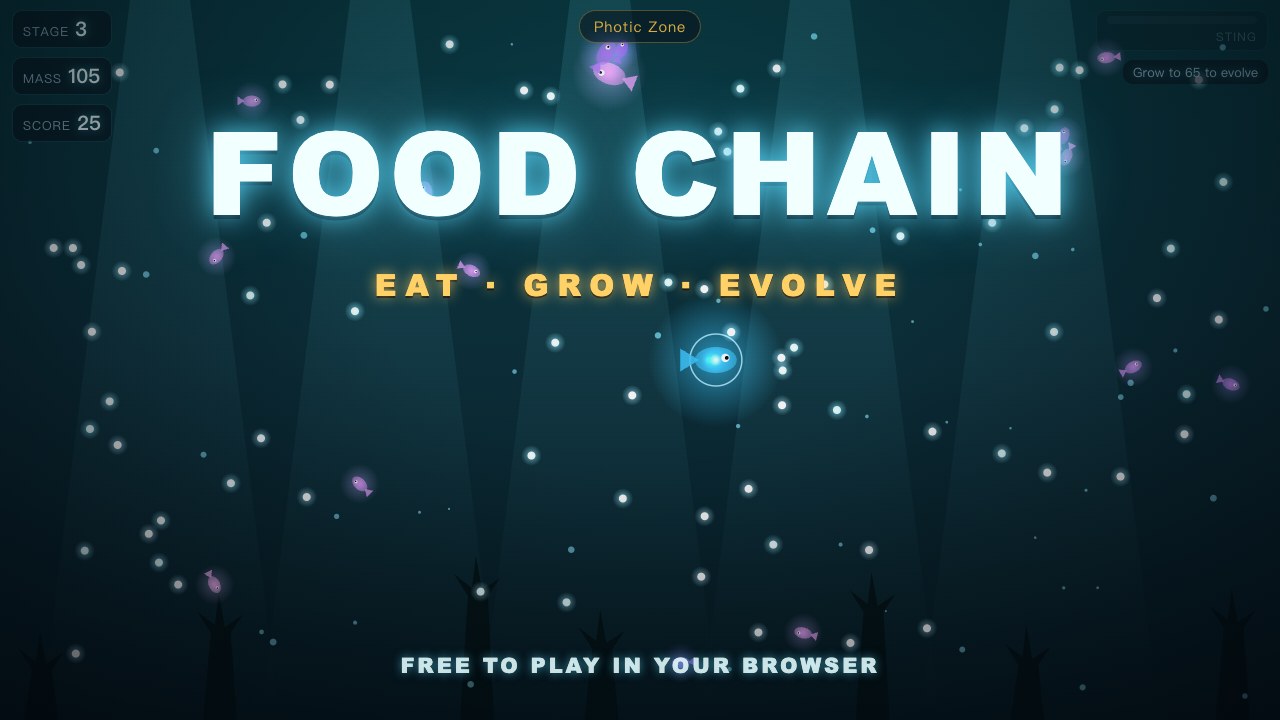 STAGE 3
Photic Zone
STING
MASS 105
Grow to 65 to evolve
SCORE 25
FOOD CHAIN
EAT · GROW · EVOLVE
FREE TO PLAY IN YOUR BROWSER